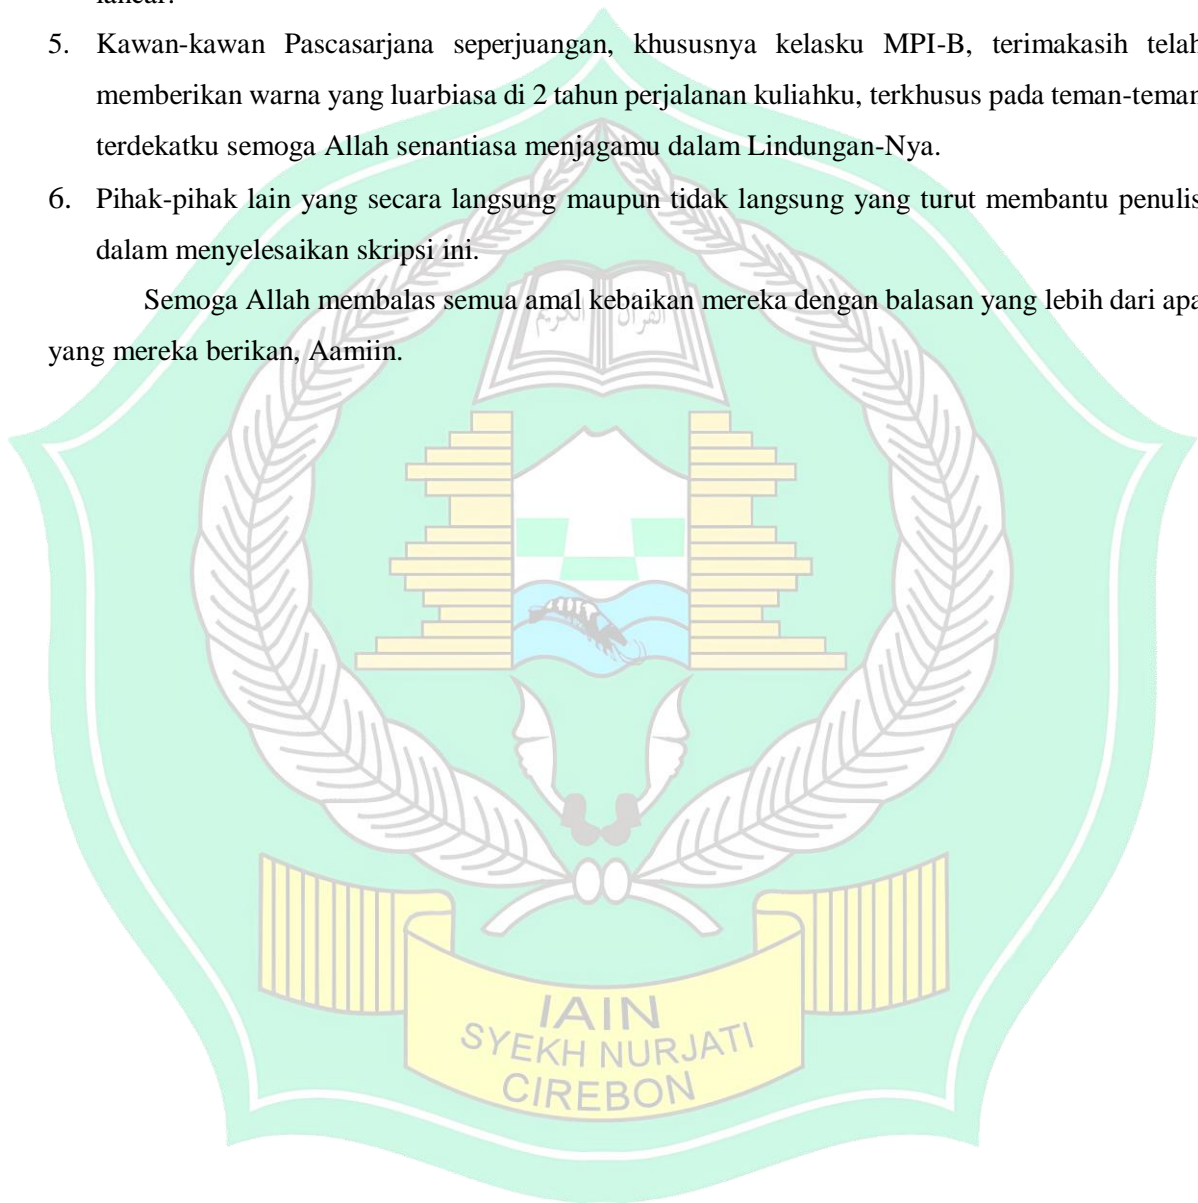 lancar.
5. Kawan-kawan Pascasarjana seperjuangan, khususnya kelasku MPI-B, terimakasih telah
memberikan warna yang luarbiasa di 2 tahun perjalanan kuliahku, terkhusus pada teman-teman
terdekatku semoga Allah senantiasa menjagamu dalam Lindungan-Nya.
6. Pihak-pihak lain yang secara langsung maupun tidak langsung yang turut membantu penulis
dalam menyelesaikan skripsi ini.
Semoga Allah membalas semua amal kebaikan mereka dengan balasan yang lebih dari apa
yang mereka berikan, Aamiin.
القرآن الكريم
IAIN
SYEKH NURJATI
CIREBON